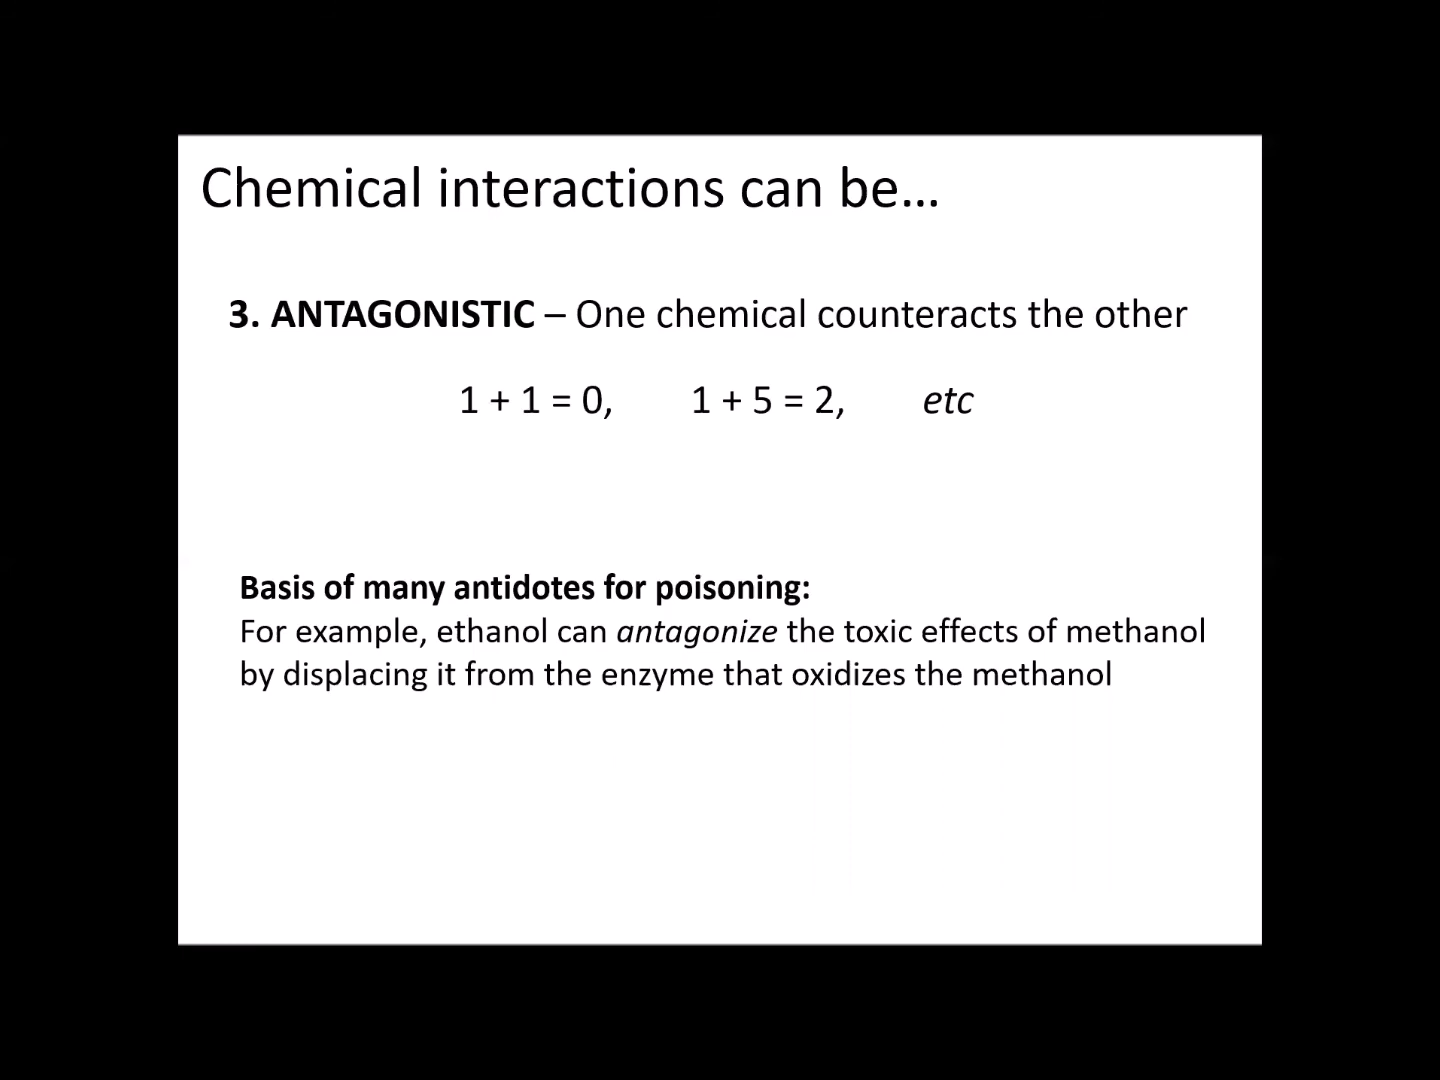 Chemical interactions can be...
3. ANTAGONISTIC – One chemical counteracts the other
1 + 1 = 0, 1 + 5 = 2, etc
Basis of many antidotes for poisoning:
For example, ethanol can antagonize the toxic effects of methanol
by displacing it from the enzyme that oxidizes the methanol